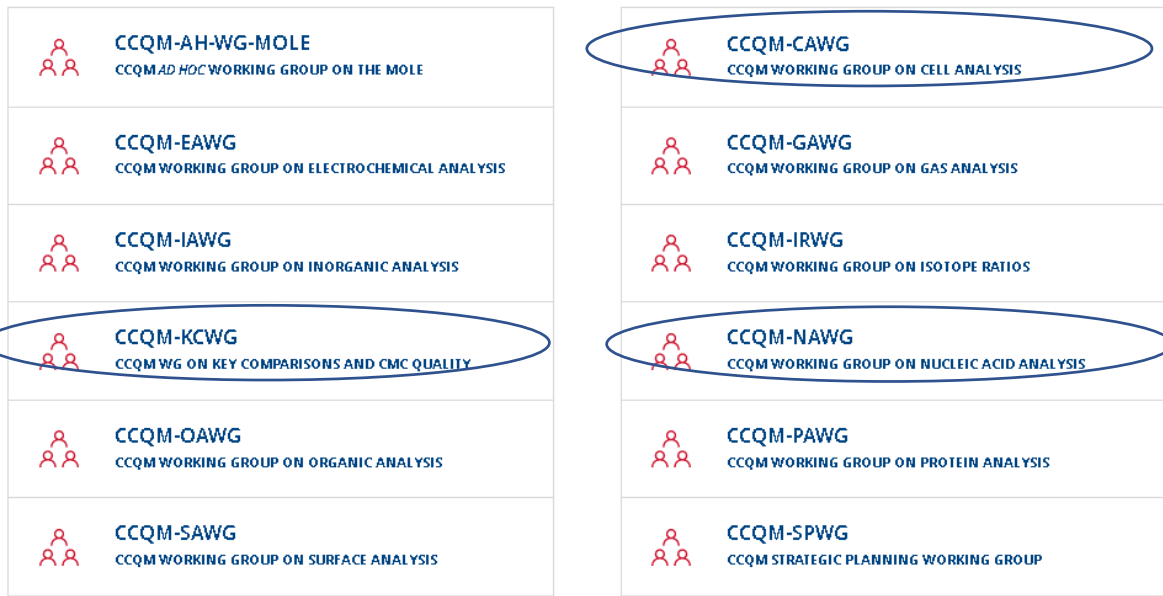 CCQM-AH-WG-MOLE
CCQM AD HOC WORKING GROUP ON THE MOLE
CCQM-CAWG
CCQM WORKING GROUP ON CELL ANALYSIS
CCQM-EAWG
CCQM WORKING GROUP ON ELECTROCHEMICAL ANALYSIS
CCQM-GAWG
CCQM WORKING GROUP ON GAS ANALYSIS
CCQM-IAWG
CCQM WORKING GROUP ON INORGANIC ANALYSIS
CCQM-IRWG
CCQM WORKING GROUP ON ISOTOPE RATIOS
CCQM-KCWG
CCQM WG ON KEY COMPARISONS AND CMC QUALITY
CCQM-NAWG
CCQM WORKING GROUP ON NUCLEIC ACID ANALYSIS
CCQM-OAWG
CCQM WORKING GROUP ON ORGANIC ANALYSIS
CCQM-PAWG
CCQM WORKING GROUP ON PROTEIN ANALYSIS
CCQM-SAWG
CCQM WORKING GROUP ON SURFACE ANALYSIS
CCQM-SPWG
CCQM STRATEGIC PLANNING WORKING GROUP